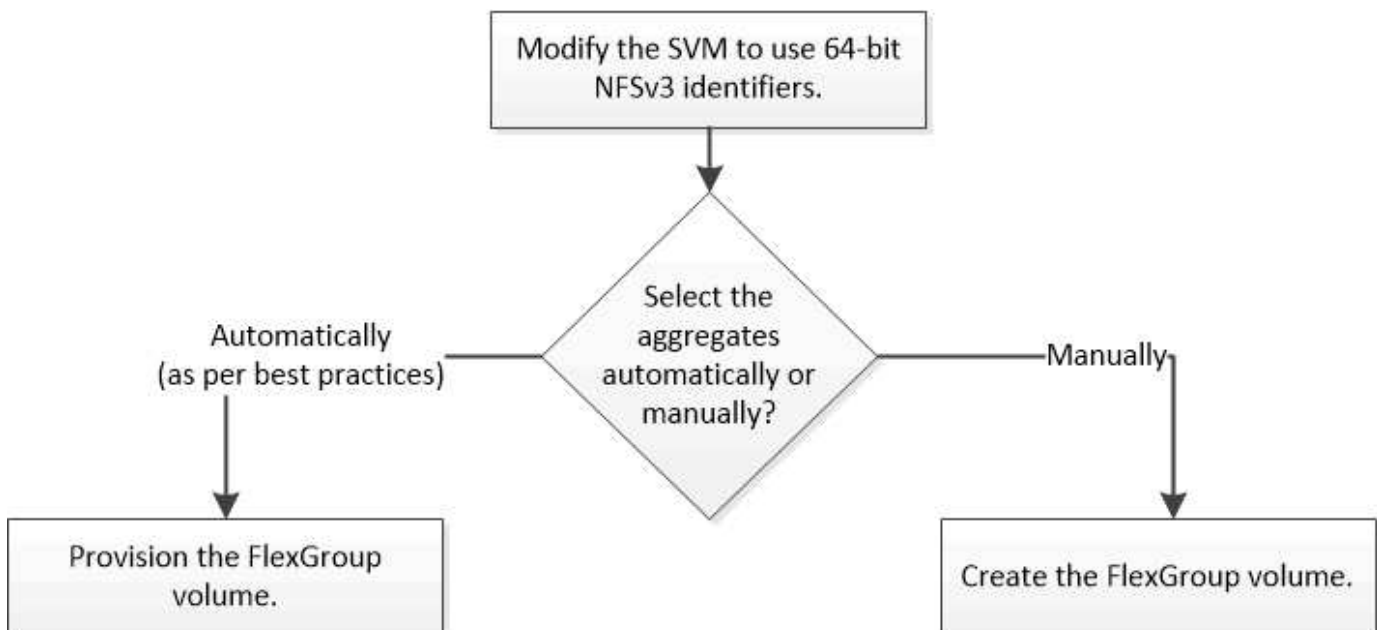 Modify the SVM to use 64-bit
NFSv3 identifiers.
Select the
aggregates
automatically or
manually?
Automatically
(as per best practices)
Manually
Provision the FlexGroup
volume.
Create the FlexGroup volume.